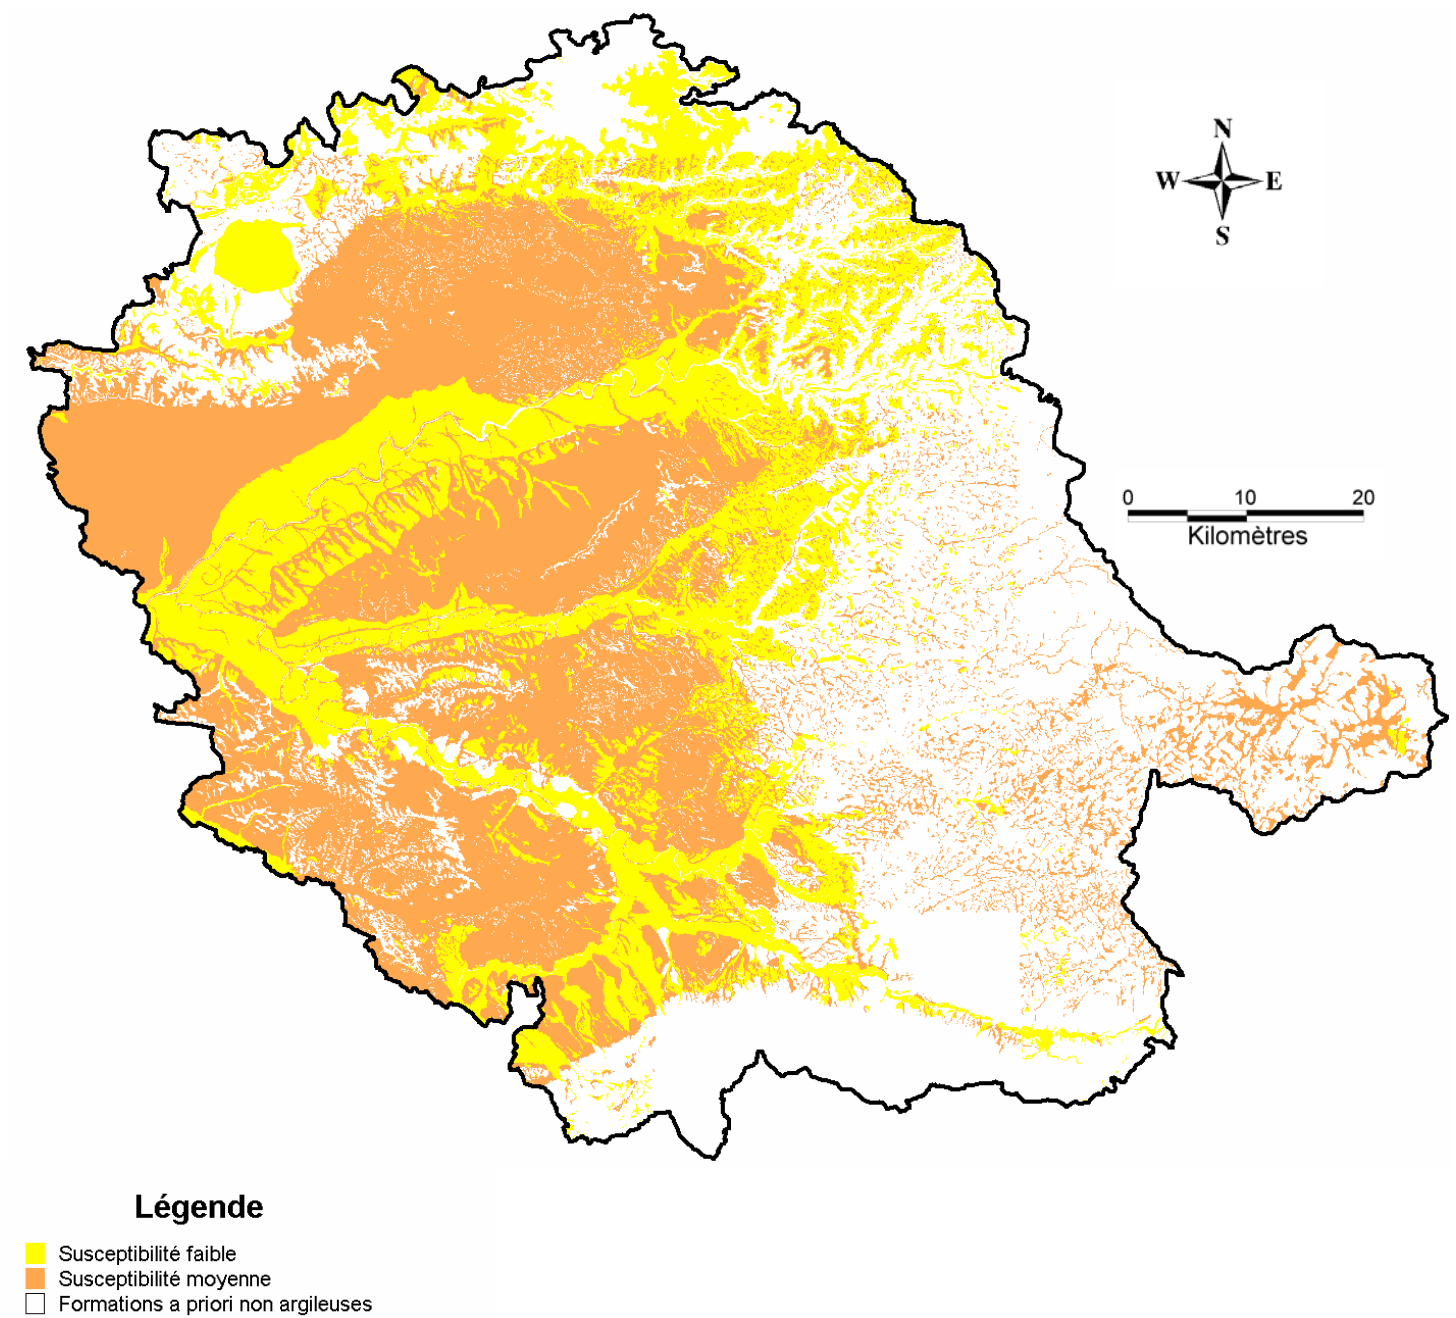 N
W E
S
0 10 20
Kilomètres
Légende
Susceptibilité faible
Susceptibilité moyenne
Formations a priori non argileuses